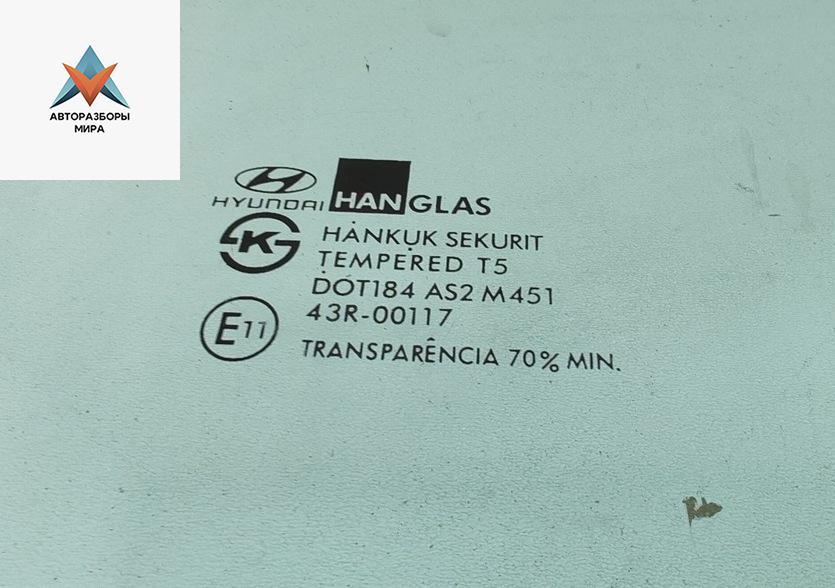 АВТОРАЗБОРЫ
МИРА
HYUNDAI HANGLAS
K
HANKUK SEKURIT
TEMPERED T5
DOT184 AS2 M451
43R-00117
E11
TRANSPARÊNCIA 70% MIN.